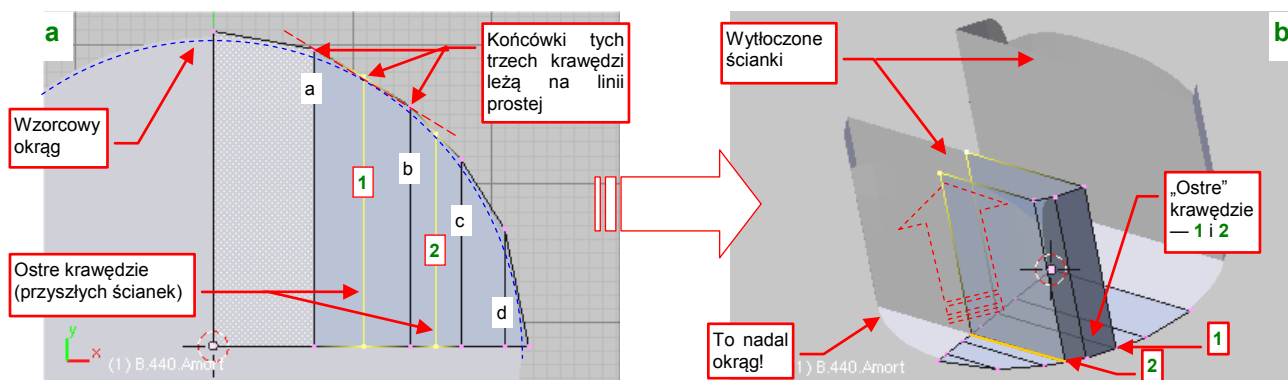 a
Wzorcowy
okrąg
Końcówki tych
trzech krawędzi
leżą na linii
prostej
a
1
b
c
2
d
Ostre krawędzie
(przyszłych ścianek)
y
x
(1) B.440.Amort
b
Wytłoczone
ścianki
„Ostre”
krawędzie
— 1 i 2
To nadal
okrąg!
1
2
1) B.440.Amort